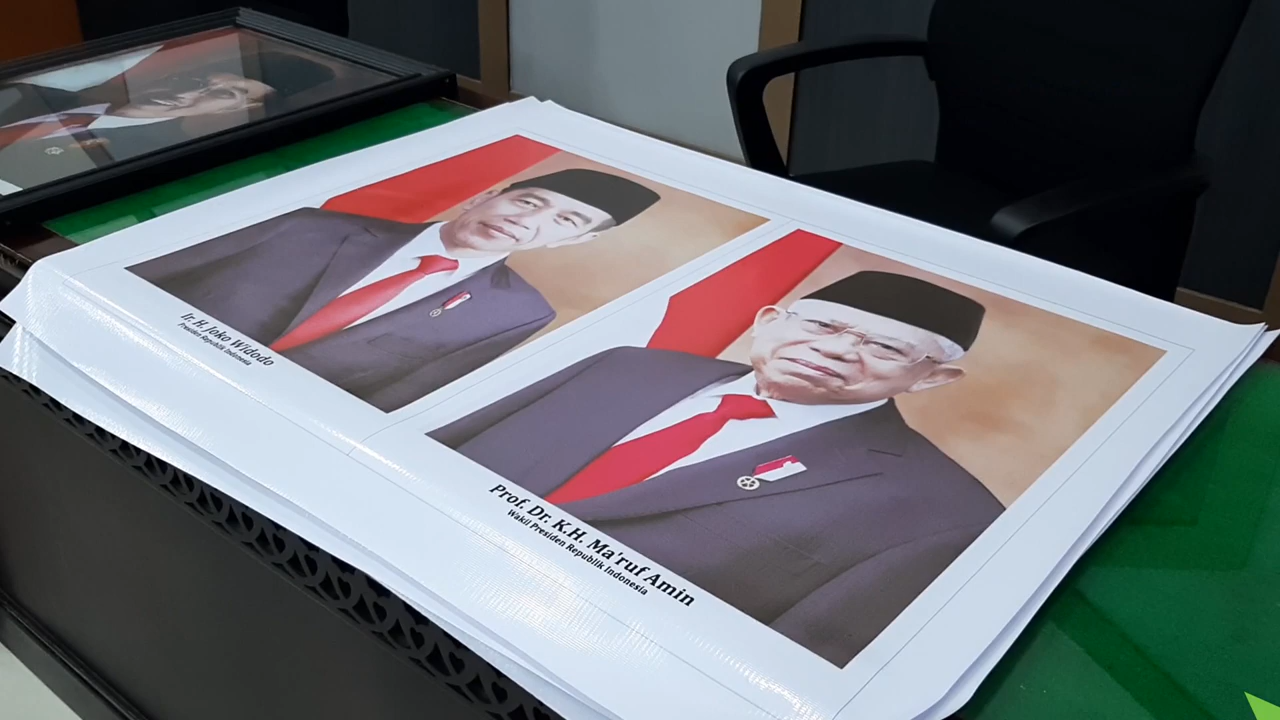 Ir. H. Joko Widodo
Presiden Republik Indonesia
Prof. Dr. K.H. Ma'ruf Amin
Wakil Presiden Republik Indonesia